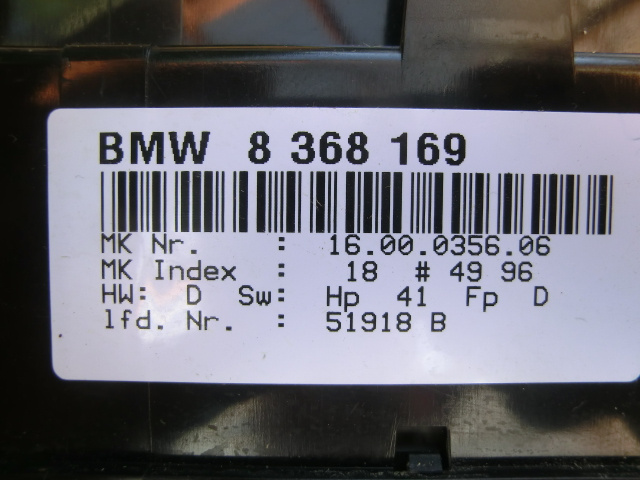 BMW 8 368 169
MK Nr. : 16.00.0356.06
MK Index : 18 # 49 96
HW: D Sw: Hp 41 Fp D
lfd. Nr. : 51918 B